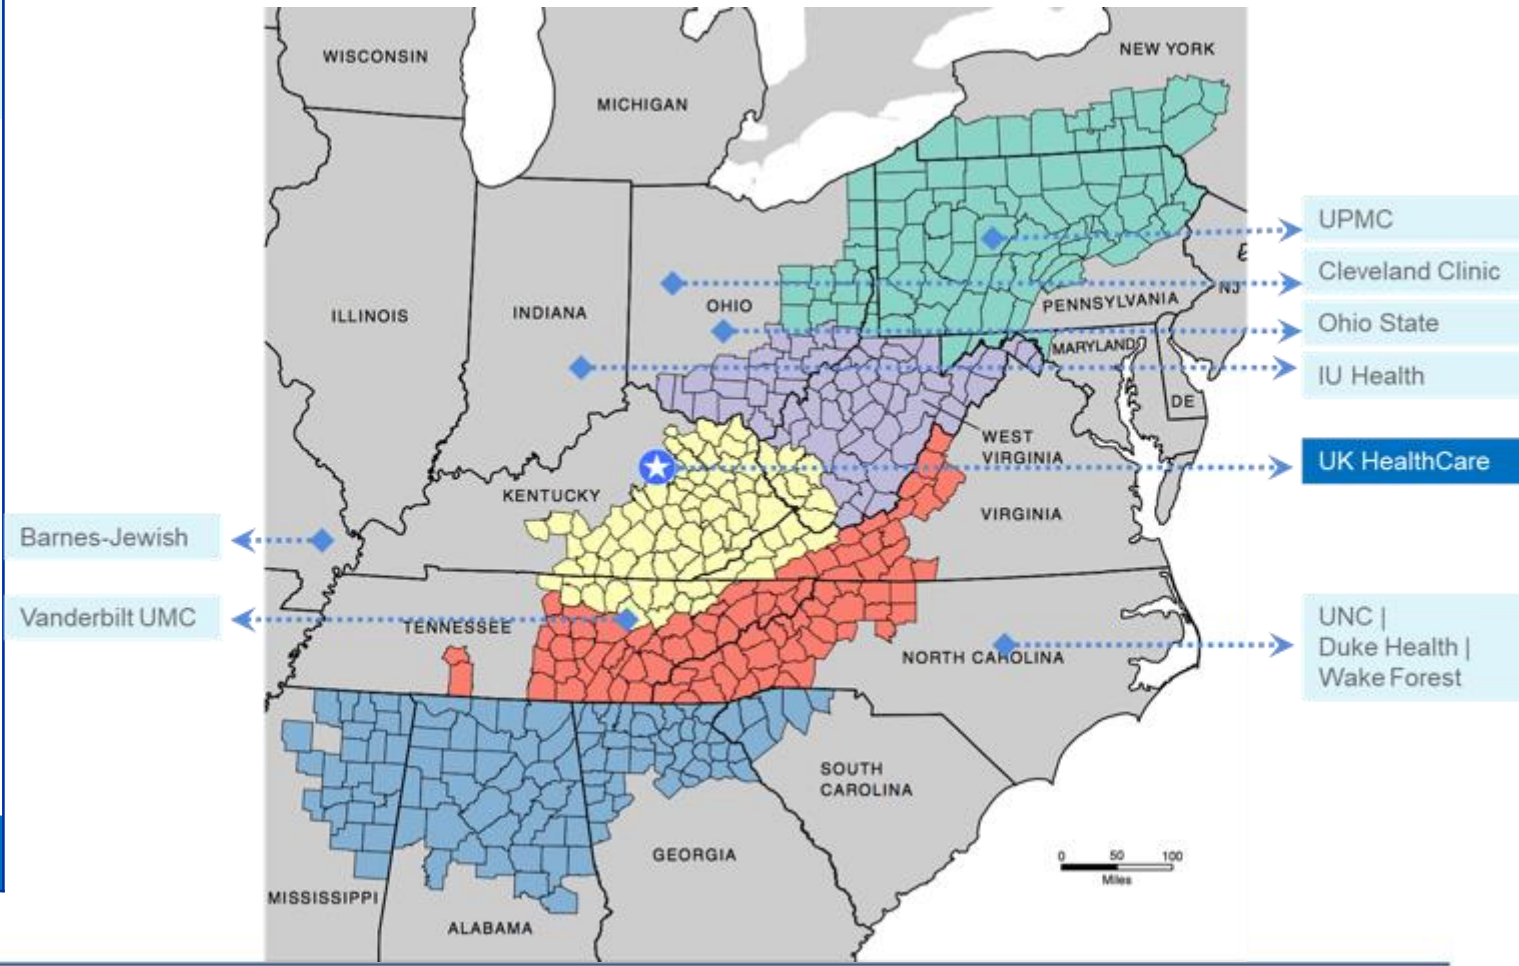 WISCONSIN
MICHIGAN
NEW YORK
ILLINOIS
INDIANA
OHIO
PENNSYLVANIA
NJ
MARYLAND
DE
WEST
VIRGINIA
KENTUCKY
VIRGINIA
TENNESSEE
NORTH CAROLINA
SOUTH
CAROLINA
GEORGIA
MISSISSIPPI
ALABAMA
0 50 100
Miles
Barnes-Jewish
Vanderbilt UMC
UPMC
Cleveland Clinic
Ohio State
IU Health
UK HealthCare
UNC |
Duke Health |
Wake Forest